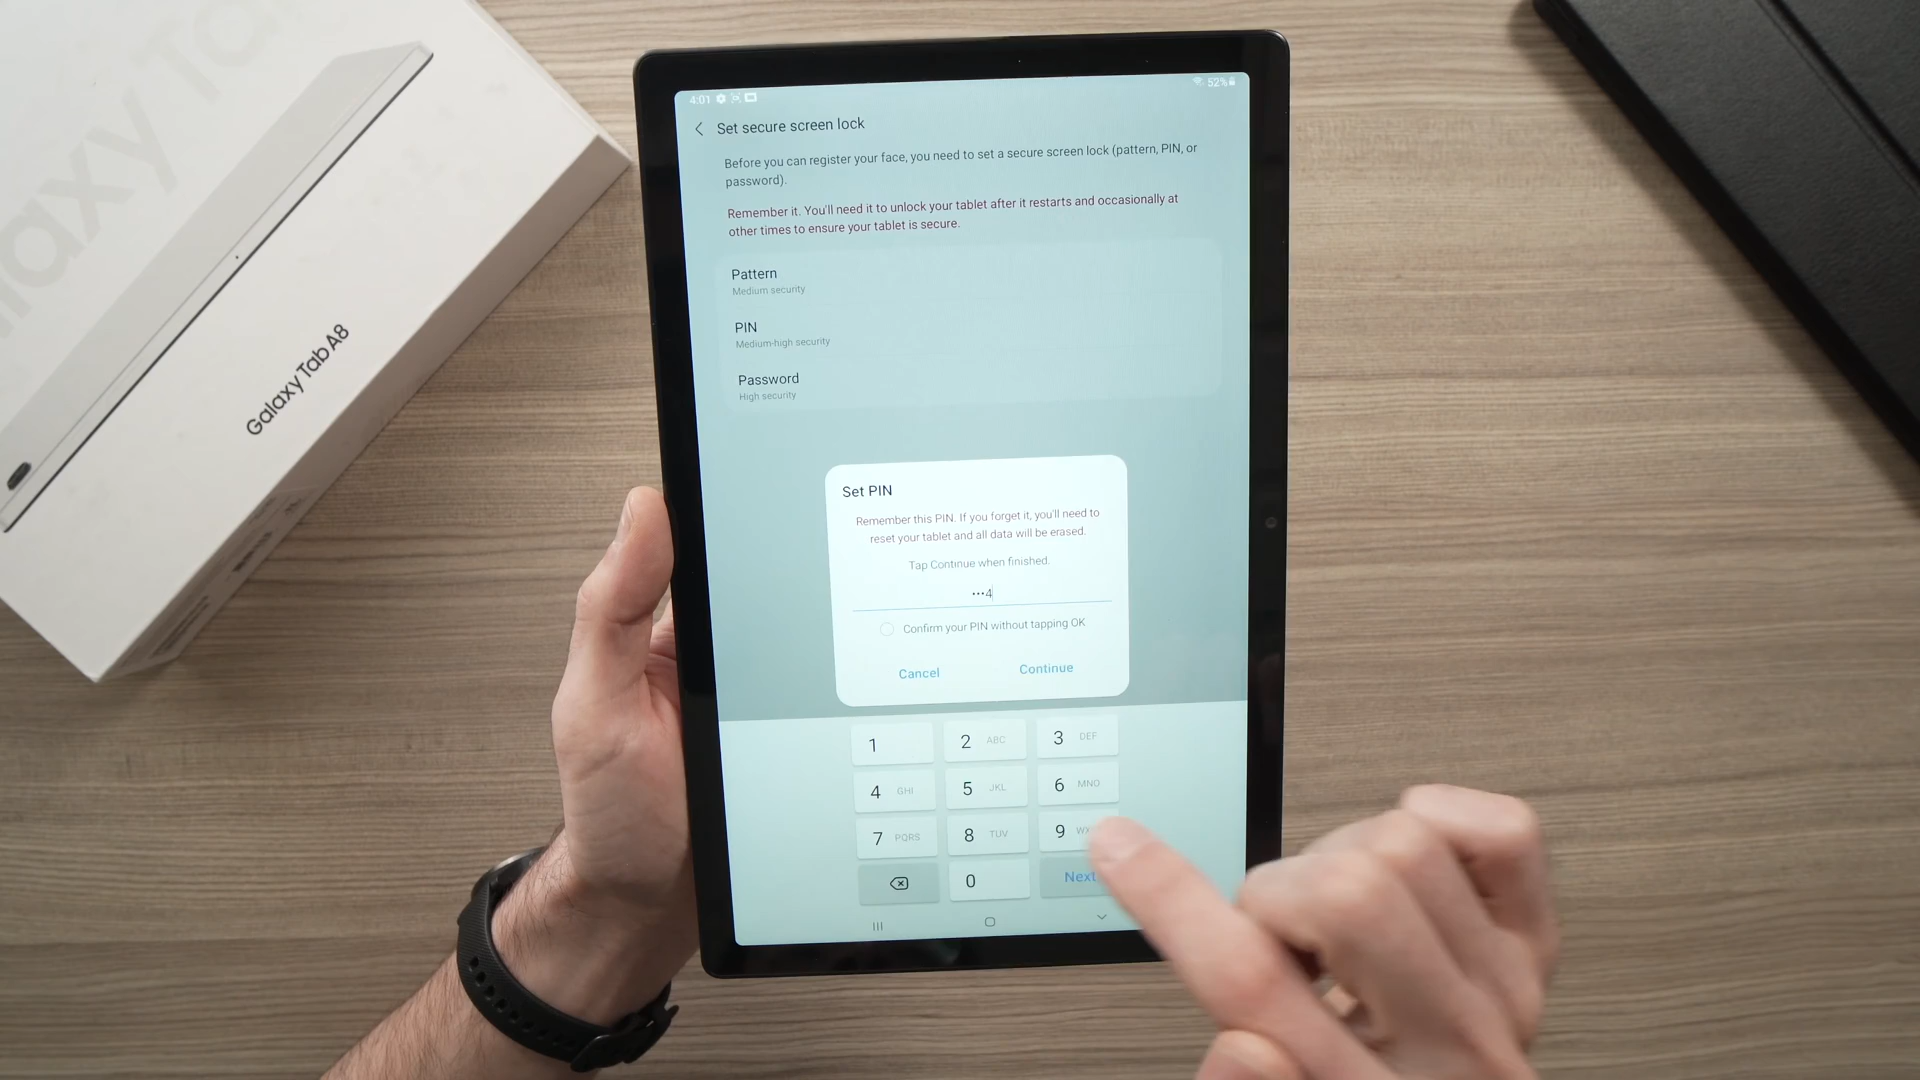 Galaxy Tab
Galaxy Tab A8
4:01
52%
Set secure screen lock
Before you can register your face, you need to set a secure screen lock (pattern, PIN, or
password).
Remember it. You'll need it to unlock your tablet after it restarts and occasionally at
other times to ensure your tablet is secure.
Pattern
Medium security
PIN
Medium-high security
Password
High security
Set PIN
Remember this PIN. If you forget it, you'll need to
reset your tablet and all data will be erased.
Tap Continue when finished.
•••4
Confirm your PIN without tapping OK
Cancel Continue
1 2 ABC 3 DEF
4 GHI 5 JKL 6 MNO
7 PQRS 8 TUV 9 WX
0 Next